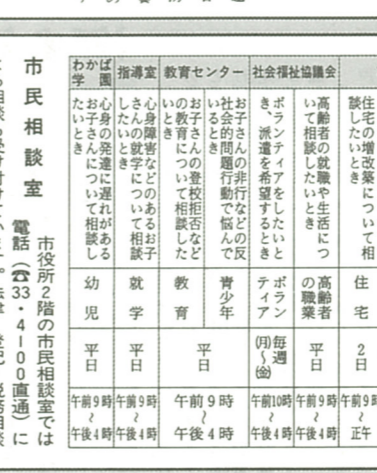 住宅の増改築について相
談したいとき
住宅
2日
午前9時
〜
正午
社会福祉協議会
高齢者の就職や生活につ
いて相談したいとき
高齢者
の職業
平日
午前9時
〜
午後4時
ボランティアをしたいと
き、派遣を希望するとき
ボラン
ティア
毎週
(月)〜(金)
午前10時
〜
午後4時
教育センター
お子さんの非行などの反
社会的問題行動で悩んで
いるとき
青少年
お子さんの登校拒否など
の教育について相談した
いとき
教育
平日
午前9時
〜
午後4時
指導室
心身障害などのあるお子
さんの就学について相談
したいとき
就学
平日
午前9時
〜
午後4時
わかば
学園
心身の発達に遅れがある
お子さんについて相談し
たいとき
幼児
平日
午前9時
〜
午後4時
市民相談室
市役所2階の市民相談室では
電話(☎33・4100直通)に